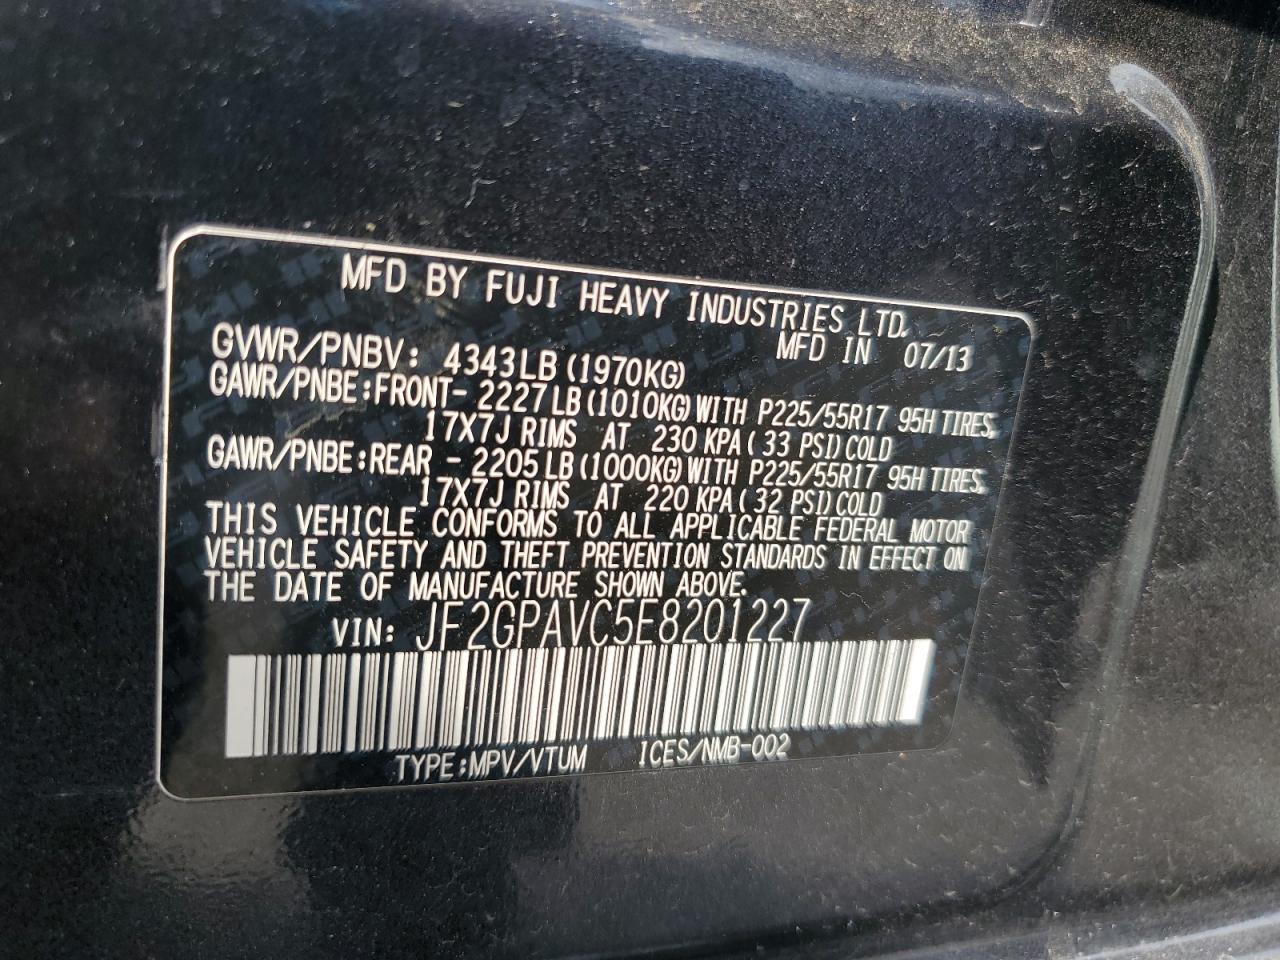 MFD BY FUJI HEAVY INDUSTRIES LTD.
MFD IN 07/13
GVWR/PNBV: 4343LB (1970KG)
GAWR/PNBE:FRONT- 2227LB (1010KG) WITH P225/55R17 95H TIRES,
17X7J RIMS AT 230 KPA (33 PSI) COLD
GAWR/PNBE:REAR - 2205LB (1000KG) WITH P225/55R17 95H TIRES,
17X7J RIMS AT 220 KPA (32 PSI) COLD
THIS VEHICLE CONFORMS TO ALL APPLICABLE FEDERAL MOTOR
VEHICLE SAFETY AND THEFT PREVENTION STANDARDS IN EFFECT ON
THE DATE OF MANUFACTURE SHOWN ABOVE.
VIN: JF2GPAVC5E8201227
TYPE:MPV/VTUM ICES/NMB-002